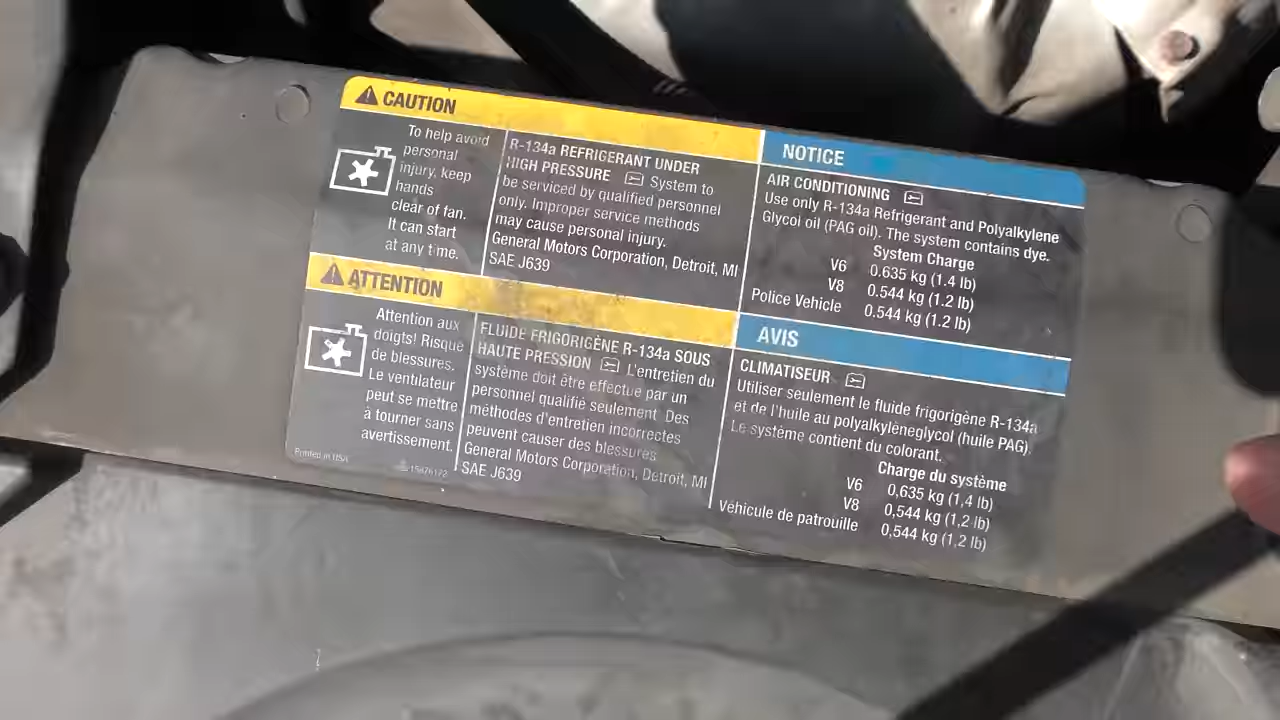 CAUTION
To help avoid
personal
injury, keep
hands
clear of fan.
It can start
at any time.
R-134a REFRIGERANT UNDER
HIGH PRESSURE System to
be serviced by qualified personnel
only. Improper service methods
may cause personal injury.
General Motors Corporation, Detroit, MI
SAE J639
NOTICE
AIR CONDITIONING
Use only R-134a Refrigerant and Polyalkylene
Glycol oil (PAG oil). The system contains dye.
System Charge
V6 0.635 kg (1.4 lb)
V8 0.544 kg (1.2 lb)
Police Vehicle 0.544 kg (1.2 lb)
ATTENTION
Attention aux
doigts! Risque
de blessures.
Le ventilateur
peut se mettre
à tourner sans
avertissement.
Printed in USA
FLUIDE FRIGORIGÈNE R-134a SOUS
HAUTE PRESSION L'entretien du
système doit être effectue par un
personnel qualifié seulement Des
méthodes d'entretien incorrectes
peuvent causer des blessures
General Motors Corporation, Detroit, MI
SAE J639
AVIS
CLIMATISEUR
Utiliser seulement le fluide frigorigène R-134a
et de l'huile au polyalkylèneglycol (huile PAG).
Le système contient du colorant.
Charge du système
V6 0,635 kg (1,4 lb)
V8 0,544 kg (1,2 lb)
Véhicule de patrouille 0,544 kg (1,2 lb)